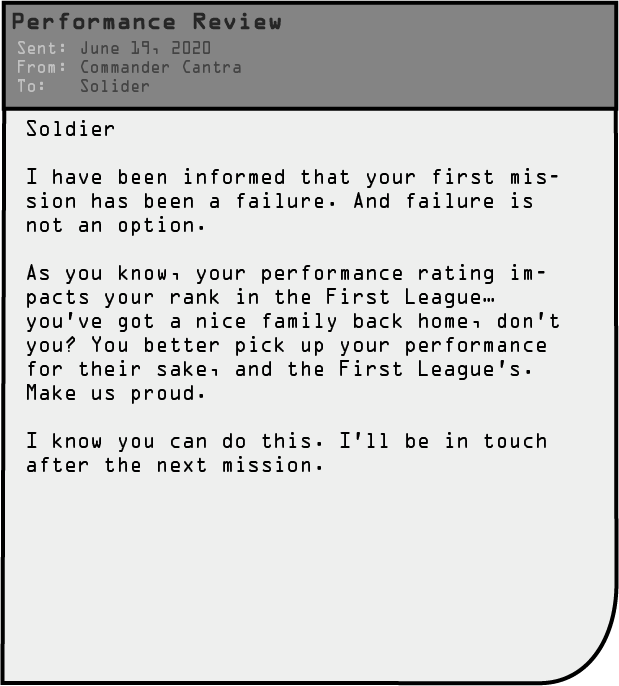 Performance Review
Sent: June 19, 2020
From: Commander Cantra
To: Solider
Soldier
I have been informed that your first mis-
sion has been a failure. And failure is
not an option.
As you know, your performance rating im-
pacts your rank in the First League…
you've got a nice family back home, don't
you? You better pick up your performance
for their sake, and the First League's.
Make us proud.
I know you can do this. I'll be in touch
after the next mission.